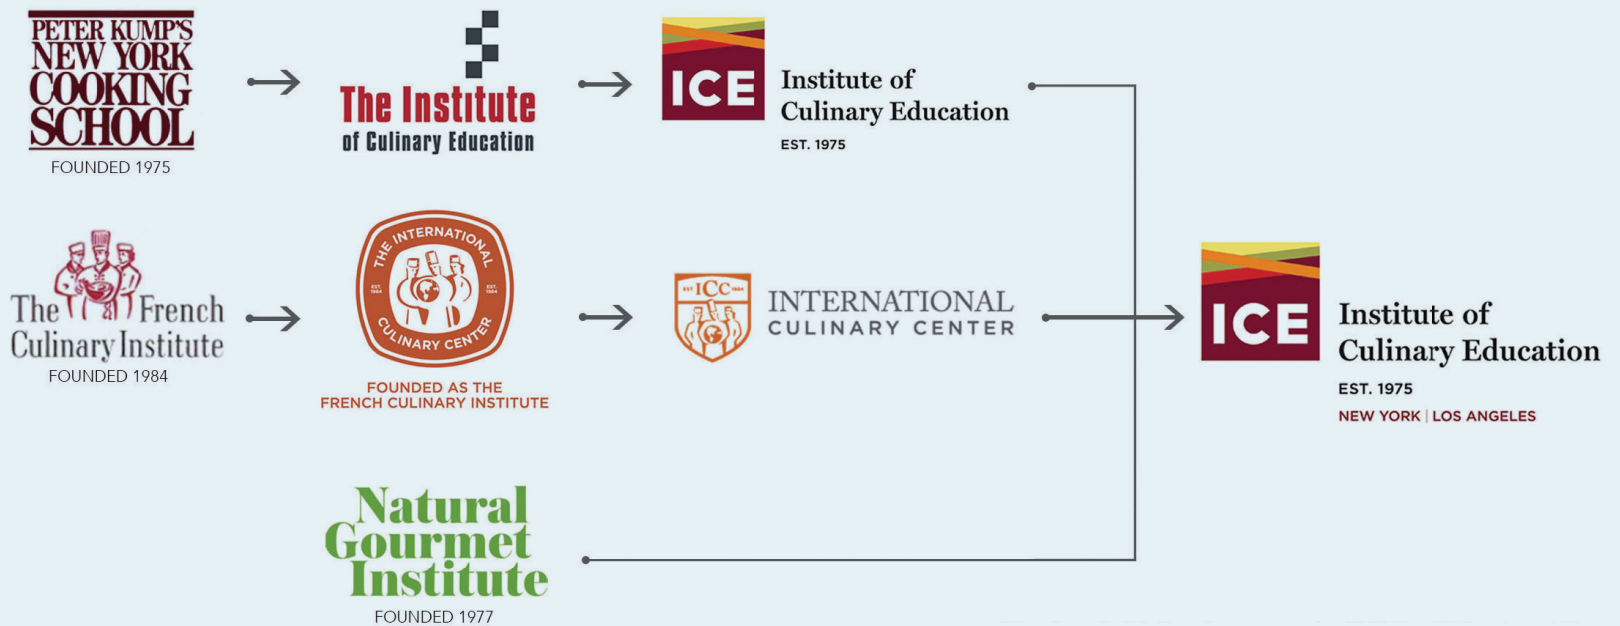 PETER KUMP'S
NEW YORK
COOKING
SCHOOL
FOUNDED 1975
The Institute
of Culinary Education
ICE
Institute of
Culinary Education
EST. 1975
The French
Culinary Institute
FOUNDED 1984
THE INTERNATIONAL
EST. 1984
EST. 1984
CULINARY CENTER
FOUNDED AS THE
FRENCH CULINARY INSTITUTE
EST ICC 1984
INTERNATIONAL
CULINARY CENTER
ICE
Institute of
Culinary Education
EST. 1975
NEW YORK | LOS ANGELES
Natural
Gourmet
Institute
FOUNDED 1977